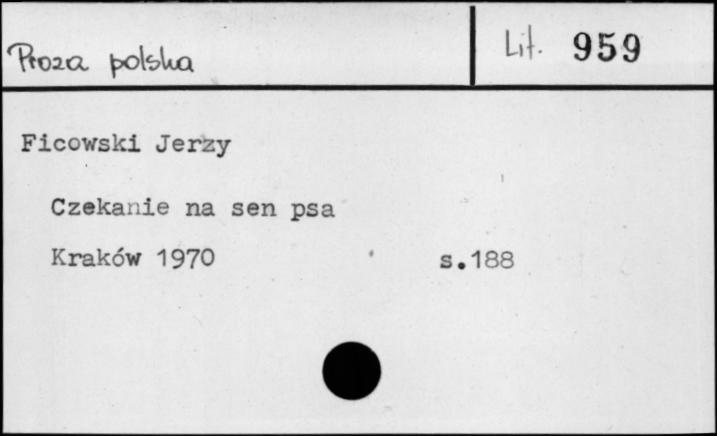 Proza polska
Lit. 959
Ficowski Jerzy
Czekanie na sen psa
Kraków 1970 s.188